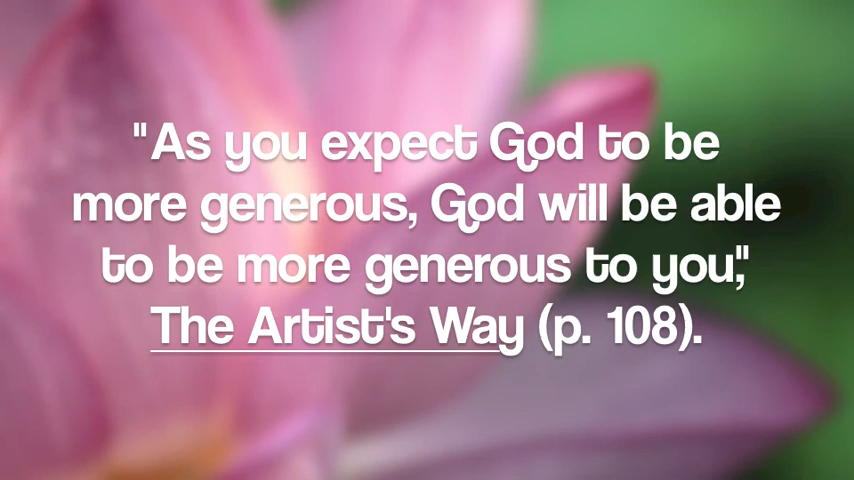 "As you expect God to be
more generous, God will be able
to be more generous to you,"
The Artist's Way (p. 108).